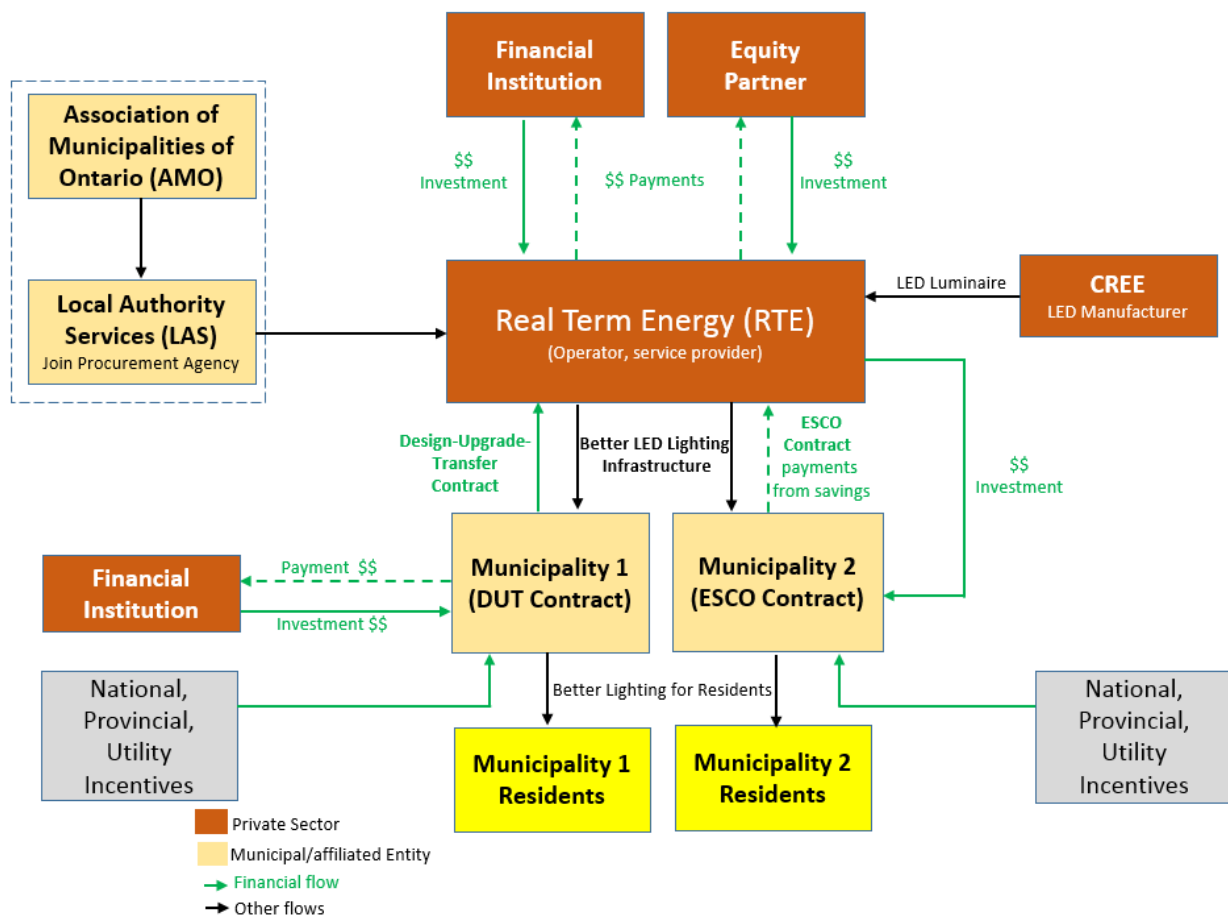 Financial
Institution
Equity
Partner
Association of
Municipalities of
Ontario (AMO)
$$
Investment
$$ Payments
$$
Investment
Local Authority
Services (LAS)
Join Procurement Agency
Real Term Energy (RTE)
(Operator, service provider)
LED Luminaire
CREE
LED Manufacturer
Design-Upgrade-
Transfer
Contract
Better LED Lighting
Infrastructure
ESCO
Contract
payments
from savings
$$
Investment
Financial
Institution
Payment $$
Investment $$
Municipality 1
(DUT Contract)
Municipality 2
(ESCO Contract)
National,
Provincial,
Utility
Incentives
Better Lighting for Residents
National,
Provincial,
Utility
Incentives
Municipality 1
Residents
Municipality 2
Residents
Private Sector
Municipal/affiliated Entity
Financial flow
Other flows